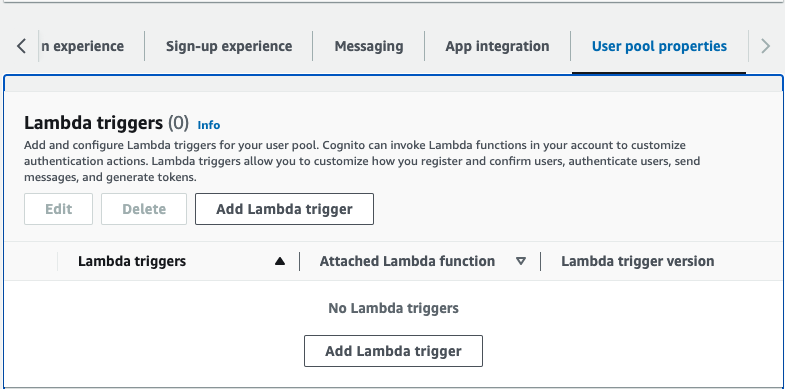 n experience
Sign-up experience
Messaging
App integration
User pool properties
Lambda triggers (0) Info
Add and configure Lambda triggers for your user pool. Cognito can invoke Lambda functions in your account to customize
authentication actions. Lambda triggers allow you to customize how you register and confirm users, authenticate users, send
messages, and generate tokens.
Edit
Delete
Add Lambda trigger
Lambda triggers
Attached Lambda function
Lambda trigger version
No Lambda triggers
Add Lambda trigger